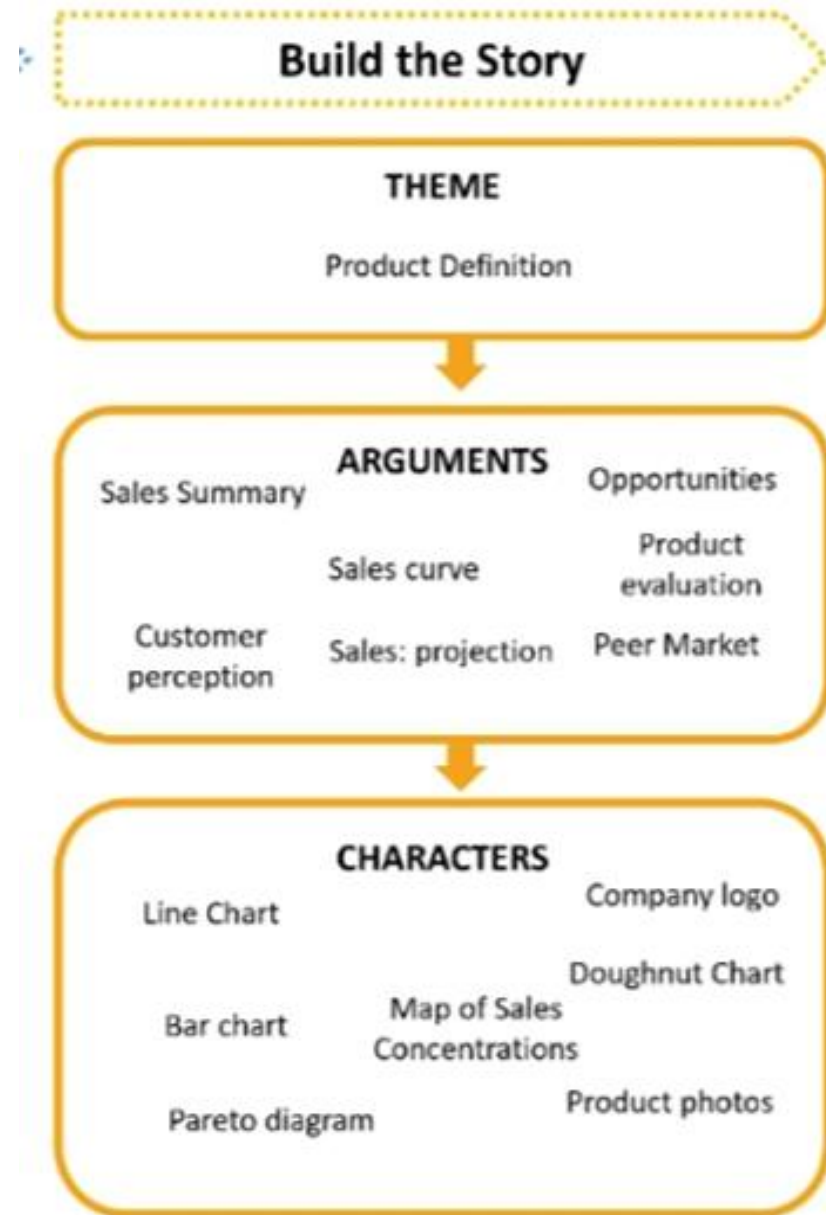 Build the Story
THEME
Product Definition
ARGUMENTS
Sales Summary
Opportunities
Sales curve
Product
evaluation
Customer
perception
Sales: projection
Peer Market
CHARACTERS
Line Chart
Company logo
Doughnut Chart
Bar chart
Map of Sales
Concentrations
Pareto diagram
Product photos